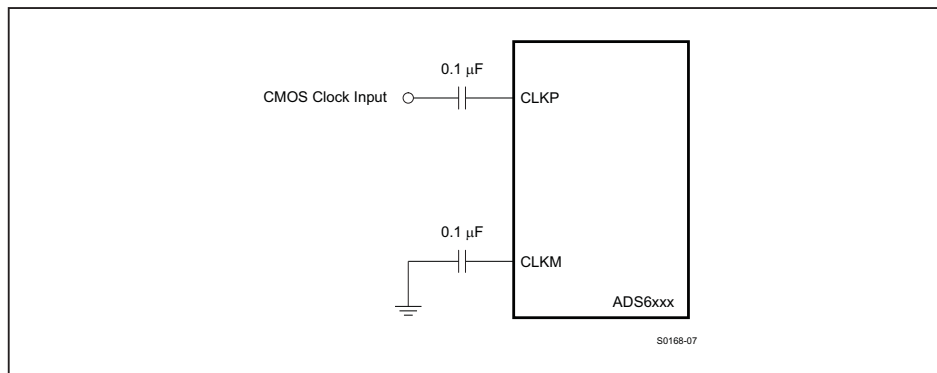 0.1 μF
CMOS Clock Input
CLKP
0.1 μF
CLKM
ADS6xxx
S0168-07